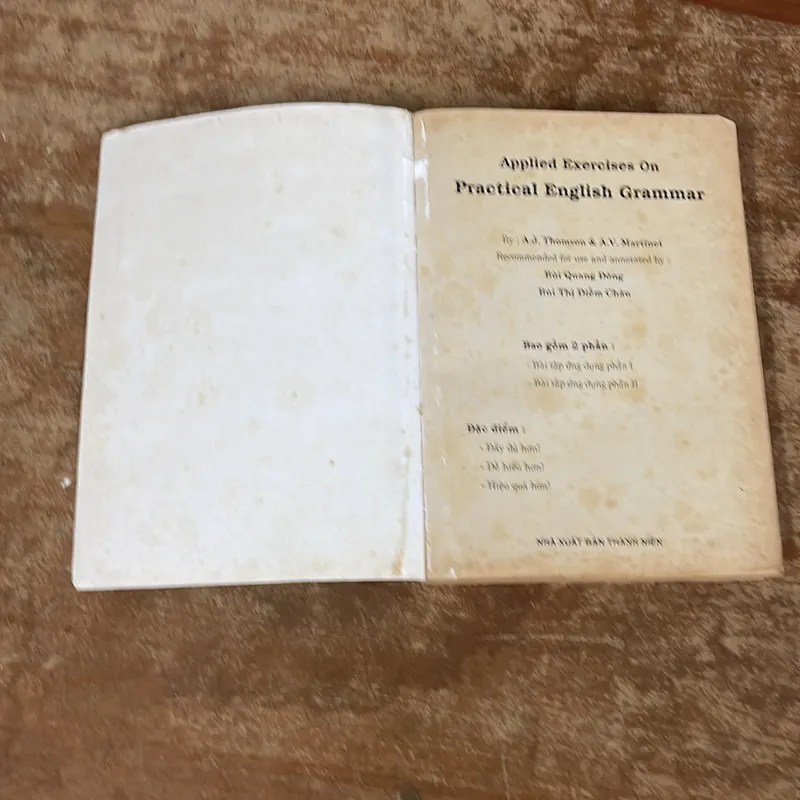 Applied Exercises On
Practical English Grammar
By : A.J. Thomson & A.V. Martinet
Recommended for use and annotated by :
Bùi Quang Đông
Bùi Thị Diễm Châu
Bao gồm 2 phần :
- Bài tập ứng dụng phần I
- Bài tập ứng dụng phần II
Đặc điểm :
- Đầy đủ hơn!
- Dễ hiểu hơn!
- Hiệu quả hơn!
NHÀ XUẤT BẢN THANH NIÊN